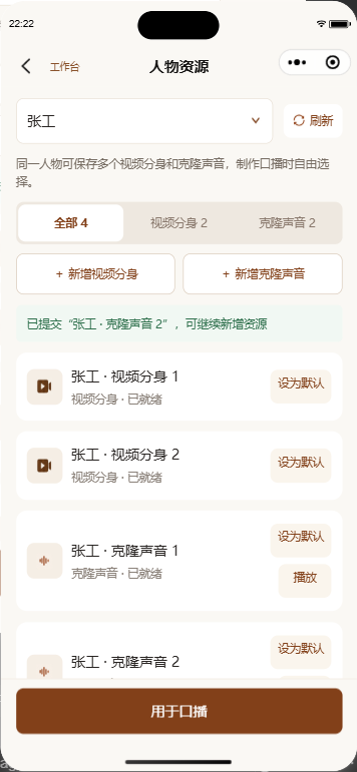 22:22
工作台
人物资源
张工
刷新
同一人物可保存多个视频分身和克隆声音，制作口播时自由选
择。
全部 4
视频分身 2
克隆声音 2
+ 新增视频分身
+ 新增克隆声音
已提交“张工 · 克隆声音 2”，可继续新增资源
张工 · 视频分身 1
视频分身 · 已就绪
设为默认
张工 · 视频分身 2
视频分身 · 已就绪
设为默认
张工 · 克隆声音 1
克隆声音 · 已就绪
设为默认
播放
张工 · 克隆声音 2
设为默认
用于口播